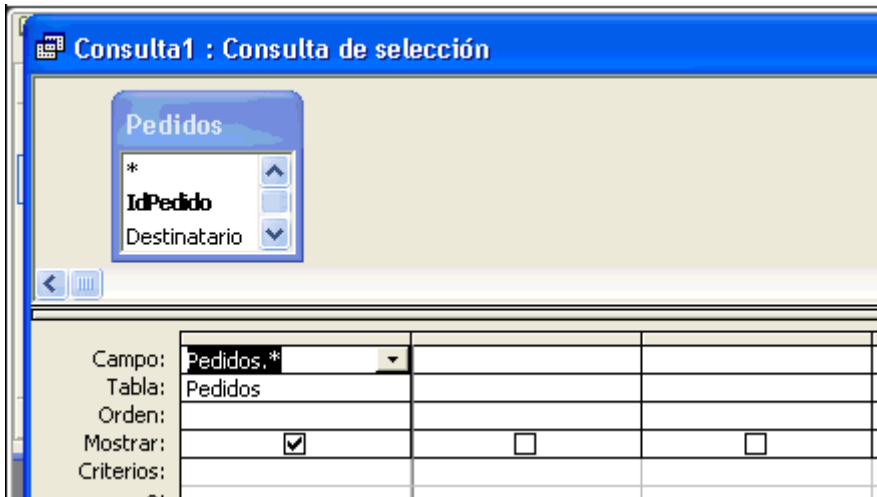 Consulta1 : Consulta de selección
Pedidos
*
IdPedido
Destinatario
Campo: Pedidos.*
Tabla: Pedidos
Orden:
Mostrar:
Criterios: